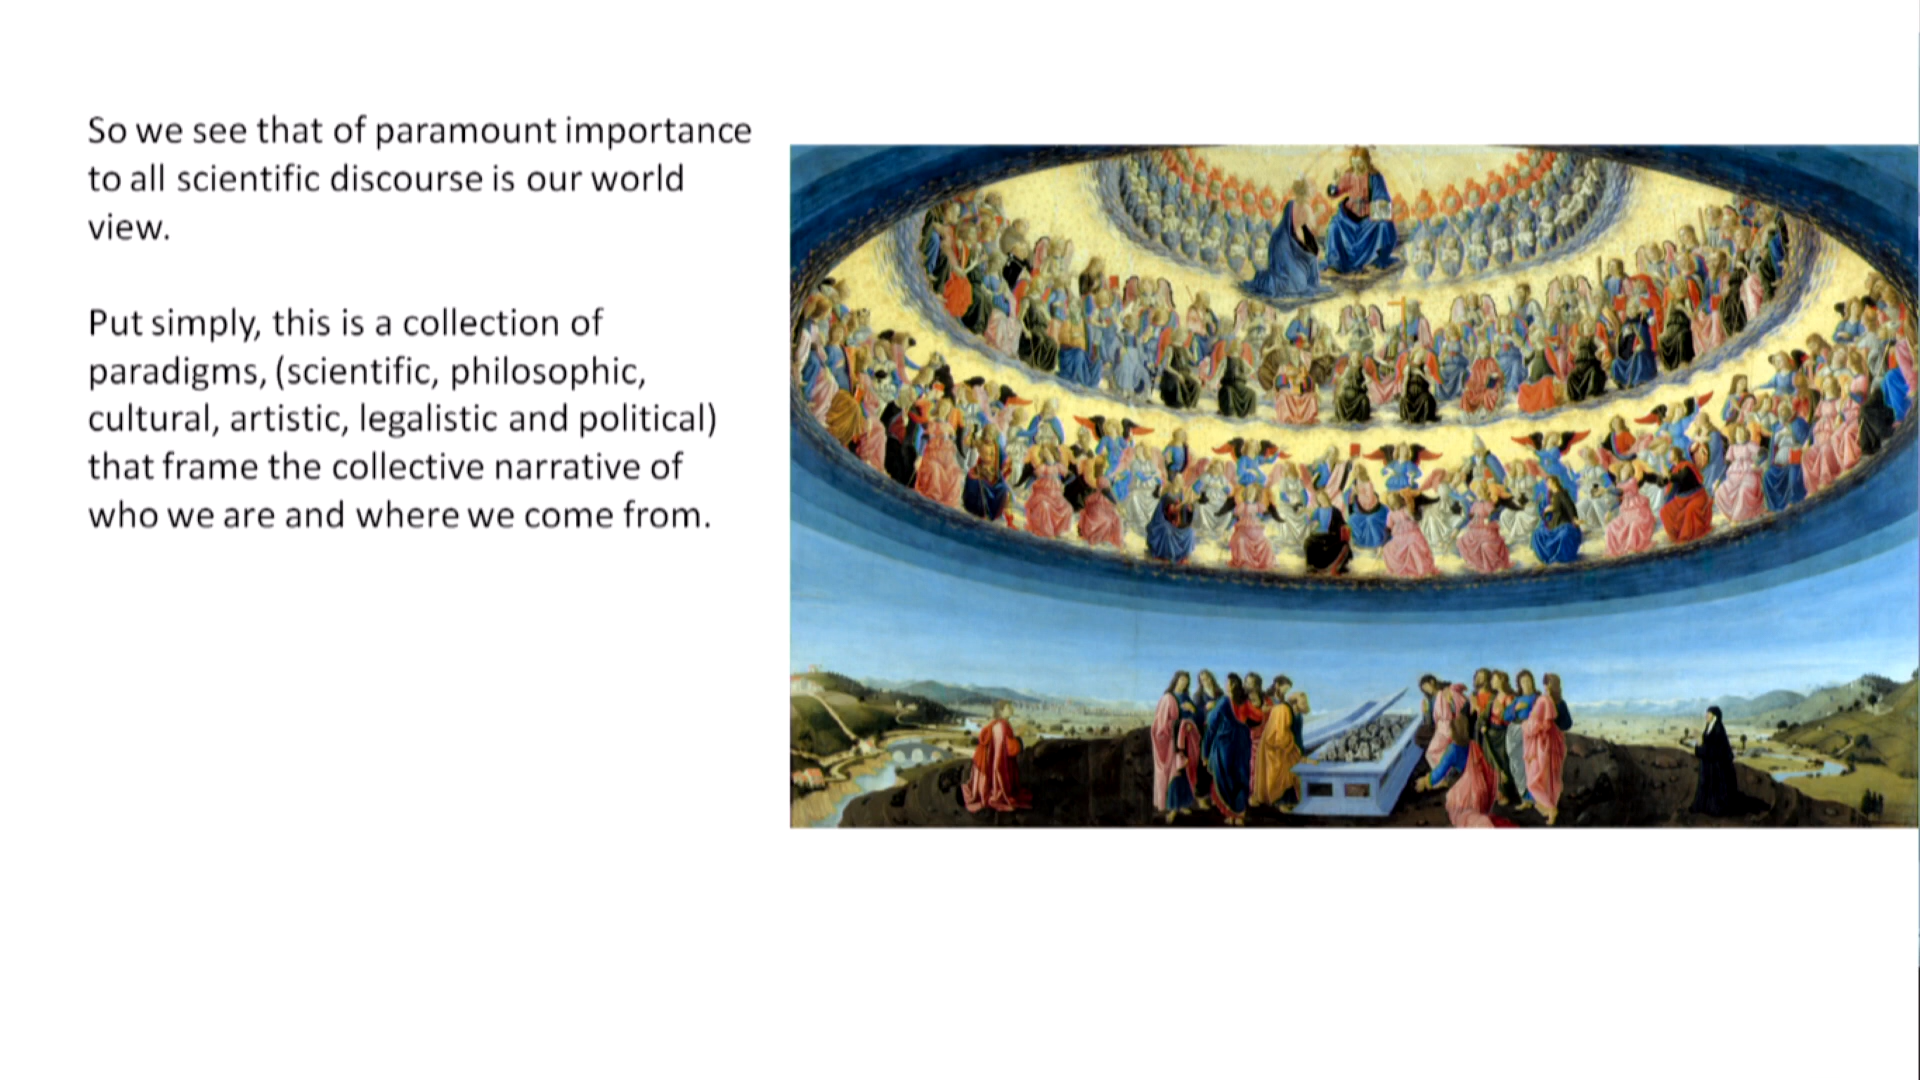 So we see that of paramount importance
to all scientific discourse is our world
view.
Put simply, this is a collection of
paradigms, (scientific, philosophic,
cultural, artistic, legalistic and political)
that frame the collective narrative of
who we are and where we come from.